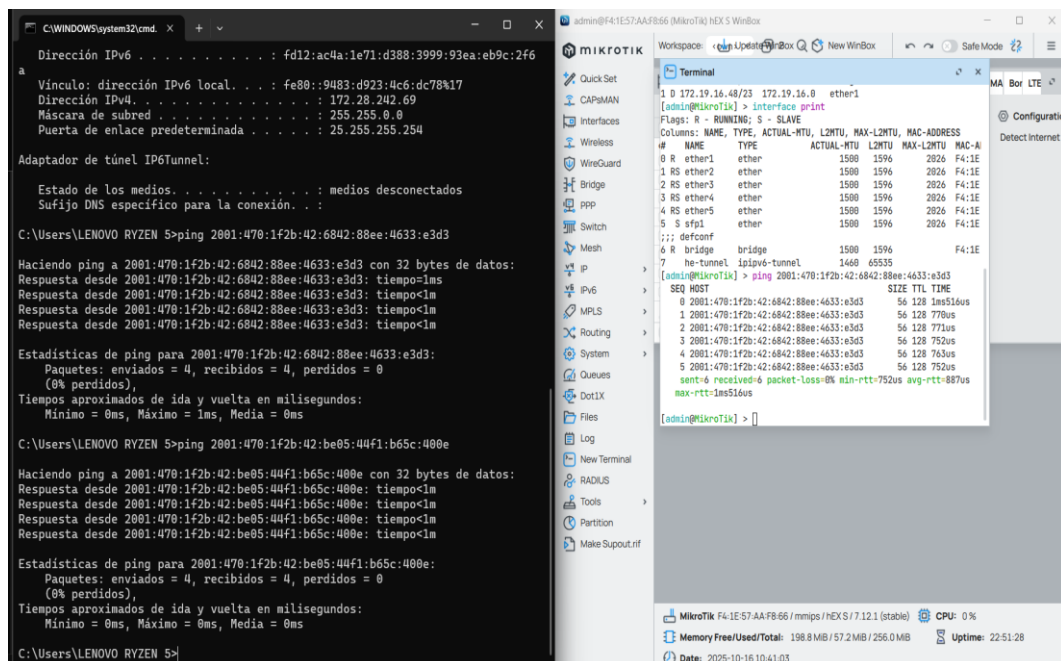 C:\WINDOWS\system32\cmd.
Dirección IPv6 . . . . . . . . . . : fd12:ac4a:1e71:d388:3999:93ea:eb9c:2f6
a
Vínculo: dirección IPv6 local. . . : fe80::9483:d923:4c6:dc78%17
Dirección IPv4. . . . . . . . . . . . . . : 172.28.242.69
Máscara de subred . . . . . . . . . . . . : 255.255.0.0
Puerta de enlace predeterminada . . . . . : 25.255.255.254
Adaptador de túnel IP6Tunnel:
Estado de los medios. . . . . . . . . . . : medios desconectados
Sufijo DNS específico para la conexión. . :
C:\Users\LENOVO RYZEN 5>ping 2001:470:1f2b:42:6842:88ee:4633:e3d3
Haciendo ping a 2001:470:1f2b:42:6842:88ee:4633:e3d3 con 32 bytes de datos:
Respuesta desde 2001:470:1f2b:42:6842:88ee:4633:e3d3: tiempo=1ms
Respuesta desde 2001:470:1f2b:42:6842:88ee:4633:e3d3: tiempo<1m
Respuesta desde 2001:470:1f2b:42:6842:88ee:4633:e3d3: tiempo<1m
Respuesta desde 2001:470:1f2b:42:6842:88ee:4633:e3d3: tiempo<1m
Estadísticas de ping para 2001:470:1f2b:42:6842:88ee:4633:e3d3:
Paquetes: enviados = 4, recibidos = 4, perdidos = 0
(0% perdidos),
Tiempos aproximados de ida y vuelta en milisegundos:
Mínimo = 0ms, Máximo = 1ms, Media = 0ms
C:\Users\LENOVO RYZEN 5>ping 2001:470:1f2b:42:be05:44f1:b65c:400e
Haciendo ping a 2001:470:1f2b:42:be05:44f1:b65c:400e con 32 bytes de datos:
Respuesta desde 2001:470:1f2b:42:be05:44f1:b65c:400e: tiempo<1m
Respuesta desde 2001:470:1f2b:42:be05:44f1:b65c:400e: tiempo<1m
Respuesta desde 2001:470:1f2b:42:be05:44f1:b65c:400e: tiempo<1m
Respuesta desde 2001:470:1f2b:42:be05:44f1:b65c:400e: tiempo<1m
Estadísticas de ping para 2001:470:1f2b:42:be05:44f1:b65c:400e:
Paquetes: enviados = 4, recibidos = 4, perdidos = 0
(0% perdidos),
Tiempos aproximados de ida y vuelta en milisegundos:
Mínimo = 0ms, Máximo = 0ms, Media = 0ms
C:\Users\LENOVO RYZEN 5>
admin@F4:1E:57:AA:F8:66 (MikroTik) hEX S WinBox
MikroTik
Workspace: <own> Update WinBox New WinBox Safe Mode
Quick Set
CAPsMAN
Interfaces
Wireless
WireGuard
Bridge
PPP
Switch
Mesh
IP
IPv6
MPLS
Routing
System
Queues
Dot1X
Files
Log
New Terminal
RADIUS
Tools
Partition
Make Supout.rif
Terminal
1 D 172.19.16.48/23 172.19.16.0 ether1
[admin@MikroTik] > interface print
Flags: R - RUNNING; S - SLAVE
Columns: NAME, TYPE, ACTUAL-MTU, L2MTU, MAX-L2MTU, MAC-ADDRESS
# NAME TYPE ACTUAL-MTU L2MTU MAX-L2MTU MAC-A
0 R ether1 ether 1500 1596 2026 F4:1E
1 RS ether2 ether 1500 1596 2026 F4:1E
2 RS ether3 ether 1500 1596 2026 F4:1E
3 RS ether4 ether 1500 1596 2026 F4:1E
4 RS ether5 ether 1500 1596 2026 F4:1E
5 S sfp1 ether 1500 1596 2026 F4:1E
;;; defconf
6 R bridge bridge 1500 1596 F4:1E
7 he-tunnel ipipv6-tunnel 1460 65535
[admin@MikroTik] > ping 2001:470:1f2b:42:6842:88ee:4633:e3d3
SEQ HOST SIZE TTL TIME
0 2001:470:1f2b:42:6842:88ee:4633:e3d3 56 128 1ms516us
1 2001:470:1f2b:42:6842:88ee:4633:e3d3 56 128 770us
2 2001:470:1f2b:42:6842:88ee:4633:e3d3 56 128 771us
3 2001:470:1f2b:42:6842:88ee:4633:e3d3 56 128 752us
4 2001:470:1f2b:42:6842:88ee:4633:e3d3 56 128 763us
5 2001:470:1f2b:42:6842:88ee:4633:e3d3 56 128 752us
sent=6 received=6 packet-loss=0% min-rtt=752us avg-rtt=887us
max-rtt=1ms516us
[admin@MikroTik] >
MA Bor LTE
Configurati
Detect Internet
MikroTik F4:1E:57:AA:F8:66 / mmips / hEX S / 7.12.1 (stable) CPU: 0 %
Memory Free/Used/Total: 198.8 MiB / 57.2 MiB / 256.0 MiB Uptime: 22:51:28
Date: 2025-10-16 10:41:03